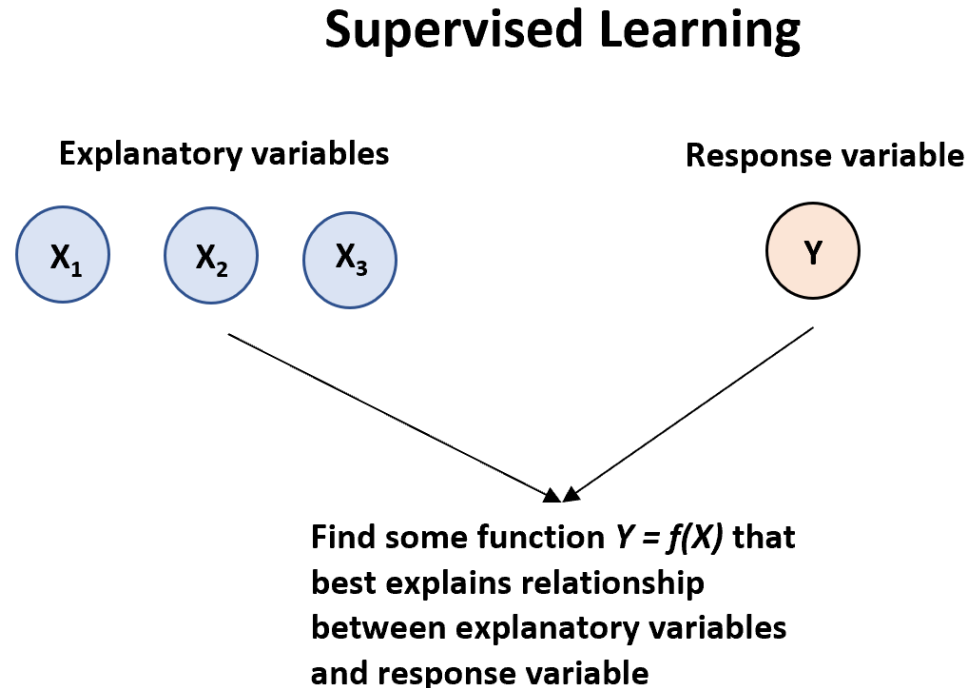 Supervised Learning
Explanatory variables
Response variable
X₁
X₂
X₃
Y
Find some function Y = f(X) that
best explains relationship
between explanatory variables
and response variable